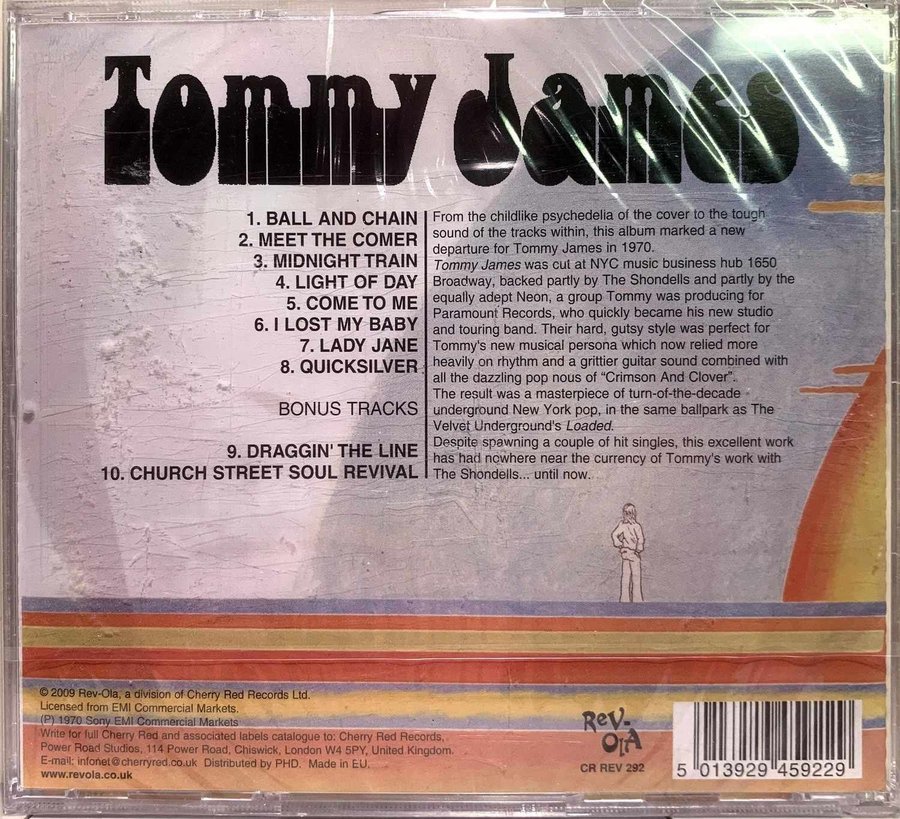 Tommy James
1. BALL AND CHAIN
2. MEET THE COMER
3. MIDNIGHT TRAIN
4. LIGHT OF DAY
5. COME TO ME
6. I LOST MY BABY
7. LADY JANE
8. QUICKSILVER
BONUS TRACKS
9. DRAGGIN' THE LINE
10. CHURCH STREET SOUL REVIVAL
From the childlike psychedelia of the cover to the tough
sound of the tracks within, this album marked a new
departure for Tommy James in 1970.
Tommy James was cut at NYC music business hub 1650
Broadway, backed partly by The Shondells and partly by the
equally adept Neon, a group Tommy was producing for
Paramount Records, who quickly became his new studio
and touring band. Their hard, gutsy style was perfect for
Tommy's new musical persona which now relied more
heavily on rhythm and a grittier guitar sound combined with
all the dazzling pop nous of “Crimson And Clover”.
The result was a masterpiece of turn-of-the-decade
underground New York pop, in the same ballpark as The
Velvet Underground's Loaded.
Despite spawning a couple of hit singles, this excellent work
has had nowhere near the currency of Tommy's work with
The Shondells... until now.
© 2009 Rev-Ola, a division of Cherry Red Records Ltd.
Licensed from EMI Commercial Markets.
(P) 1970 Sony EMI Commercial Markets
Write for full Cherry Red and associated labels catalogue to: Cherry Red Records,
Power Road Studios, 114 Power Road, Chiswick, London W4 5PY, United Kingdom.
E-mail: infonet@cherryred.co.uk Distributed by PHD. Made in EU.
www.revola.co.uk
ReV-
OlA
CR REV 292
5 013929 459229